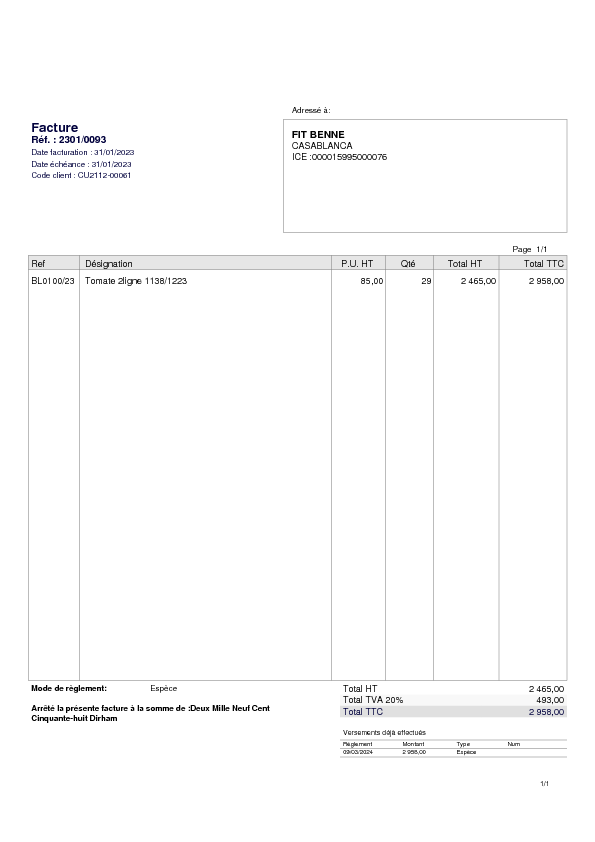 Adressé à:
Facture
Réf. : 2301/0093
Date facturation : 31/01/2023
Date échéance : 31/01/2023
Code client : CU2112-00061
FIT BENNE
CASABLANCA
ICE :000015995000076
Page 1/1
Ref Désignation P.U. HT Qté Total HT Total TTC
BL0100/23 Tomate 2ligne 1138/1223 85,00 29 2 465,00 2 958,00
Mode de règlement: Espèce
Arrêté la présente facture à la somme de :Deux Mille Neuf Cent
Cinquante-huit Dirham
Total HT 2 465,00
Total TVA 20% 493,00
Total TTC 2 958,00
Versements déjà effectués
Règlement Montant Type Num
09/03/2024 2 958,00 Espèce
1/1